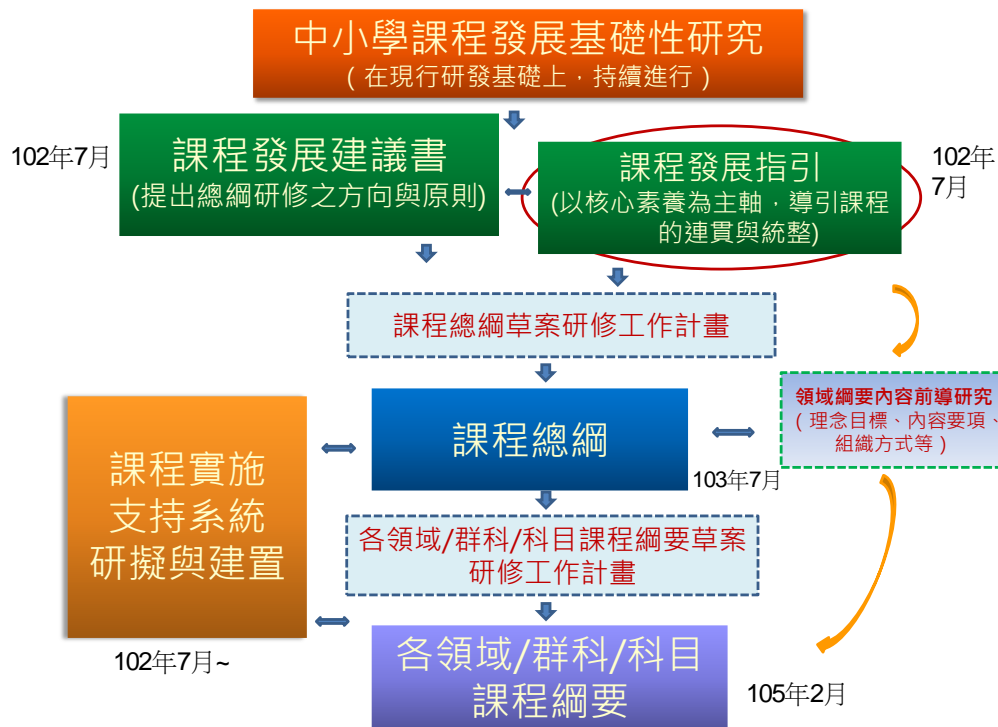 中小學課程發展基礎性研究
（在現行研發基礎上，持續進行）
102年7月
課程發展建議書
(提出總綱研修之方向與原則)
課程發展指引
(以核心素養為主軸，導引課程
的連貫與統整)
102年
7月
課程總綱草案研修工作計畫
領域綱要內容前導研究
（理念目標、內容要項、
組織方式等）
課程總綱
103年7月
課程實施
支持系統
研擬與建置
各領域/群科/科目課程綱要草案
研修工作計畫
102年7月~
各領域/群科/科目
課程綱要
105年2月